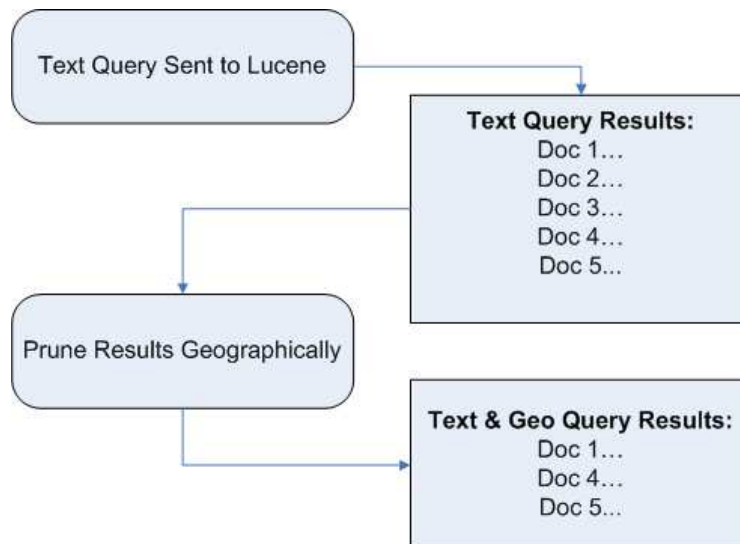 Text Query Sent to Lucene
Text Query Results:
Doc 1…
Doc 2…
Doc 3…
Doc 4…
Doc 5...
Prune Results Geographically
Text & Geo Query Results:
Doc 1…
Doc 4…
Doc 5...